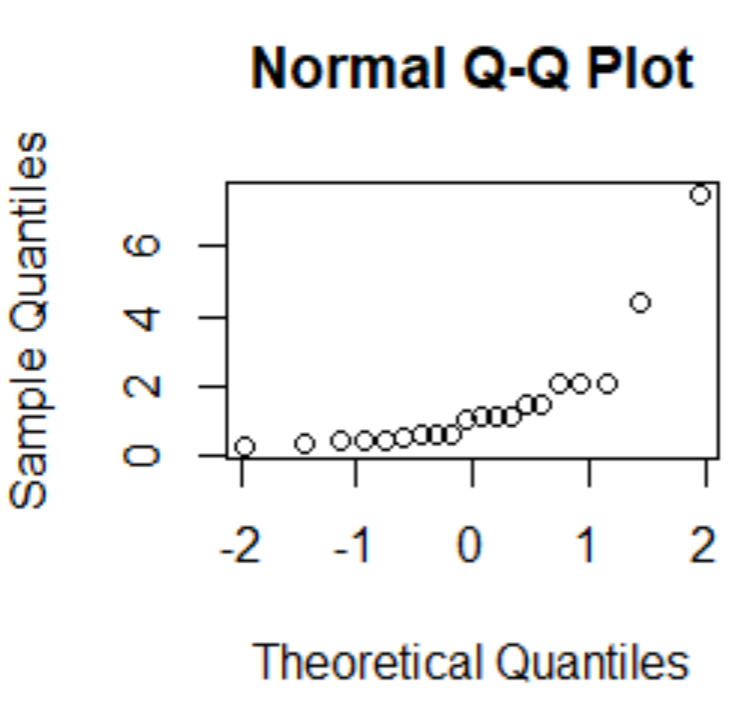 Normal Q-Q Plot
Sample Quantiles
6
4
2
0
-2 -1 0 1 2
Theoretical Quantiles